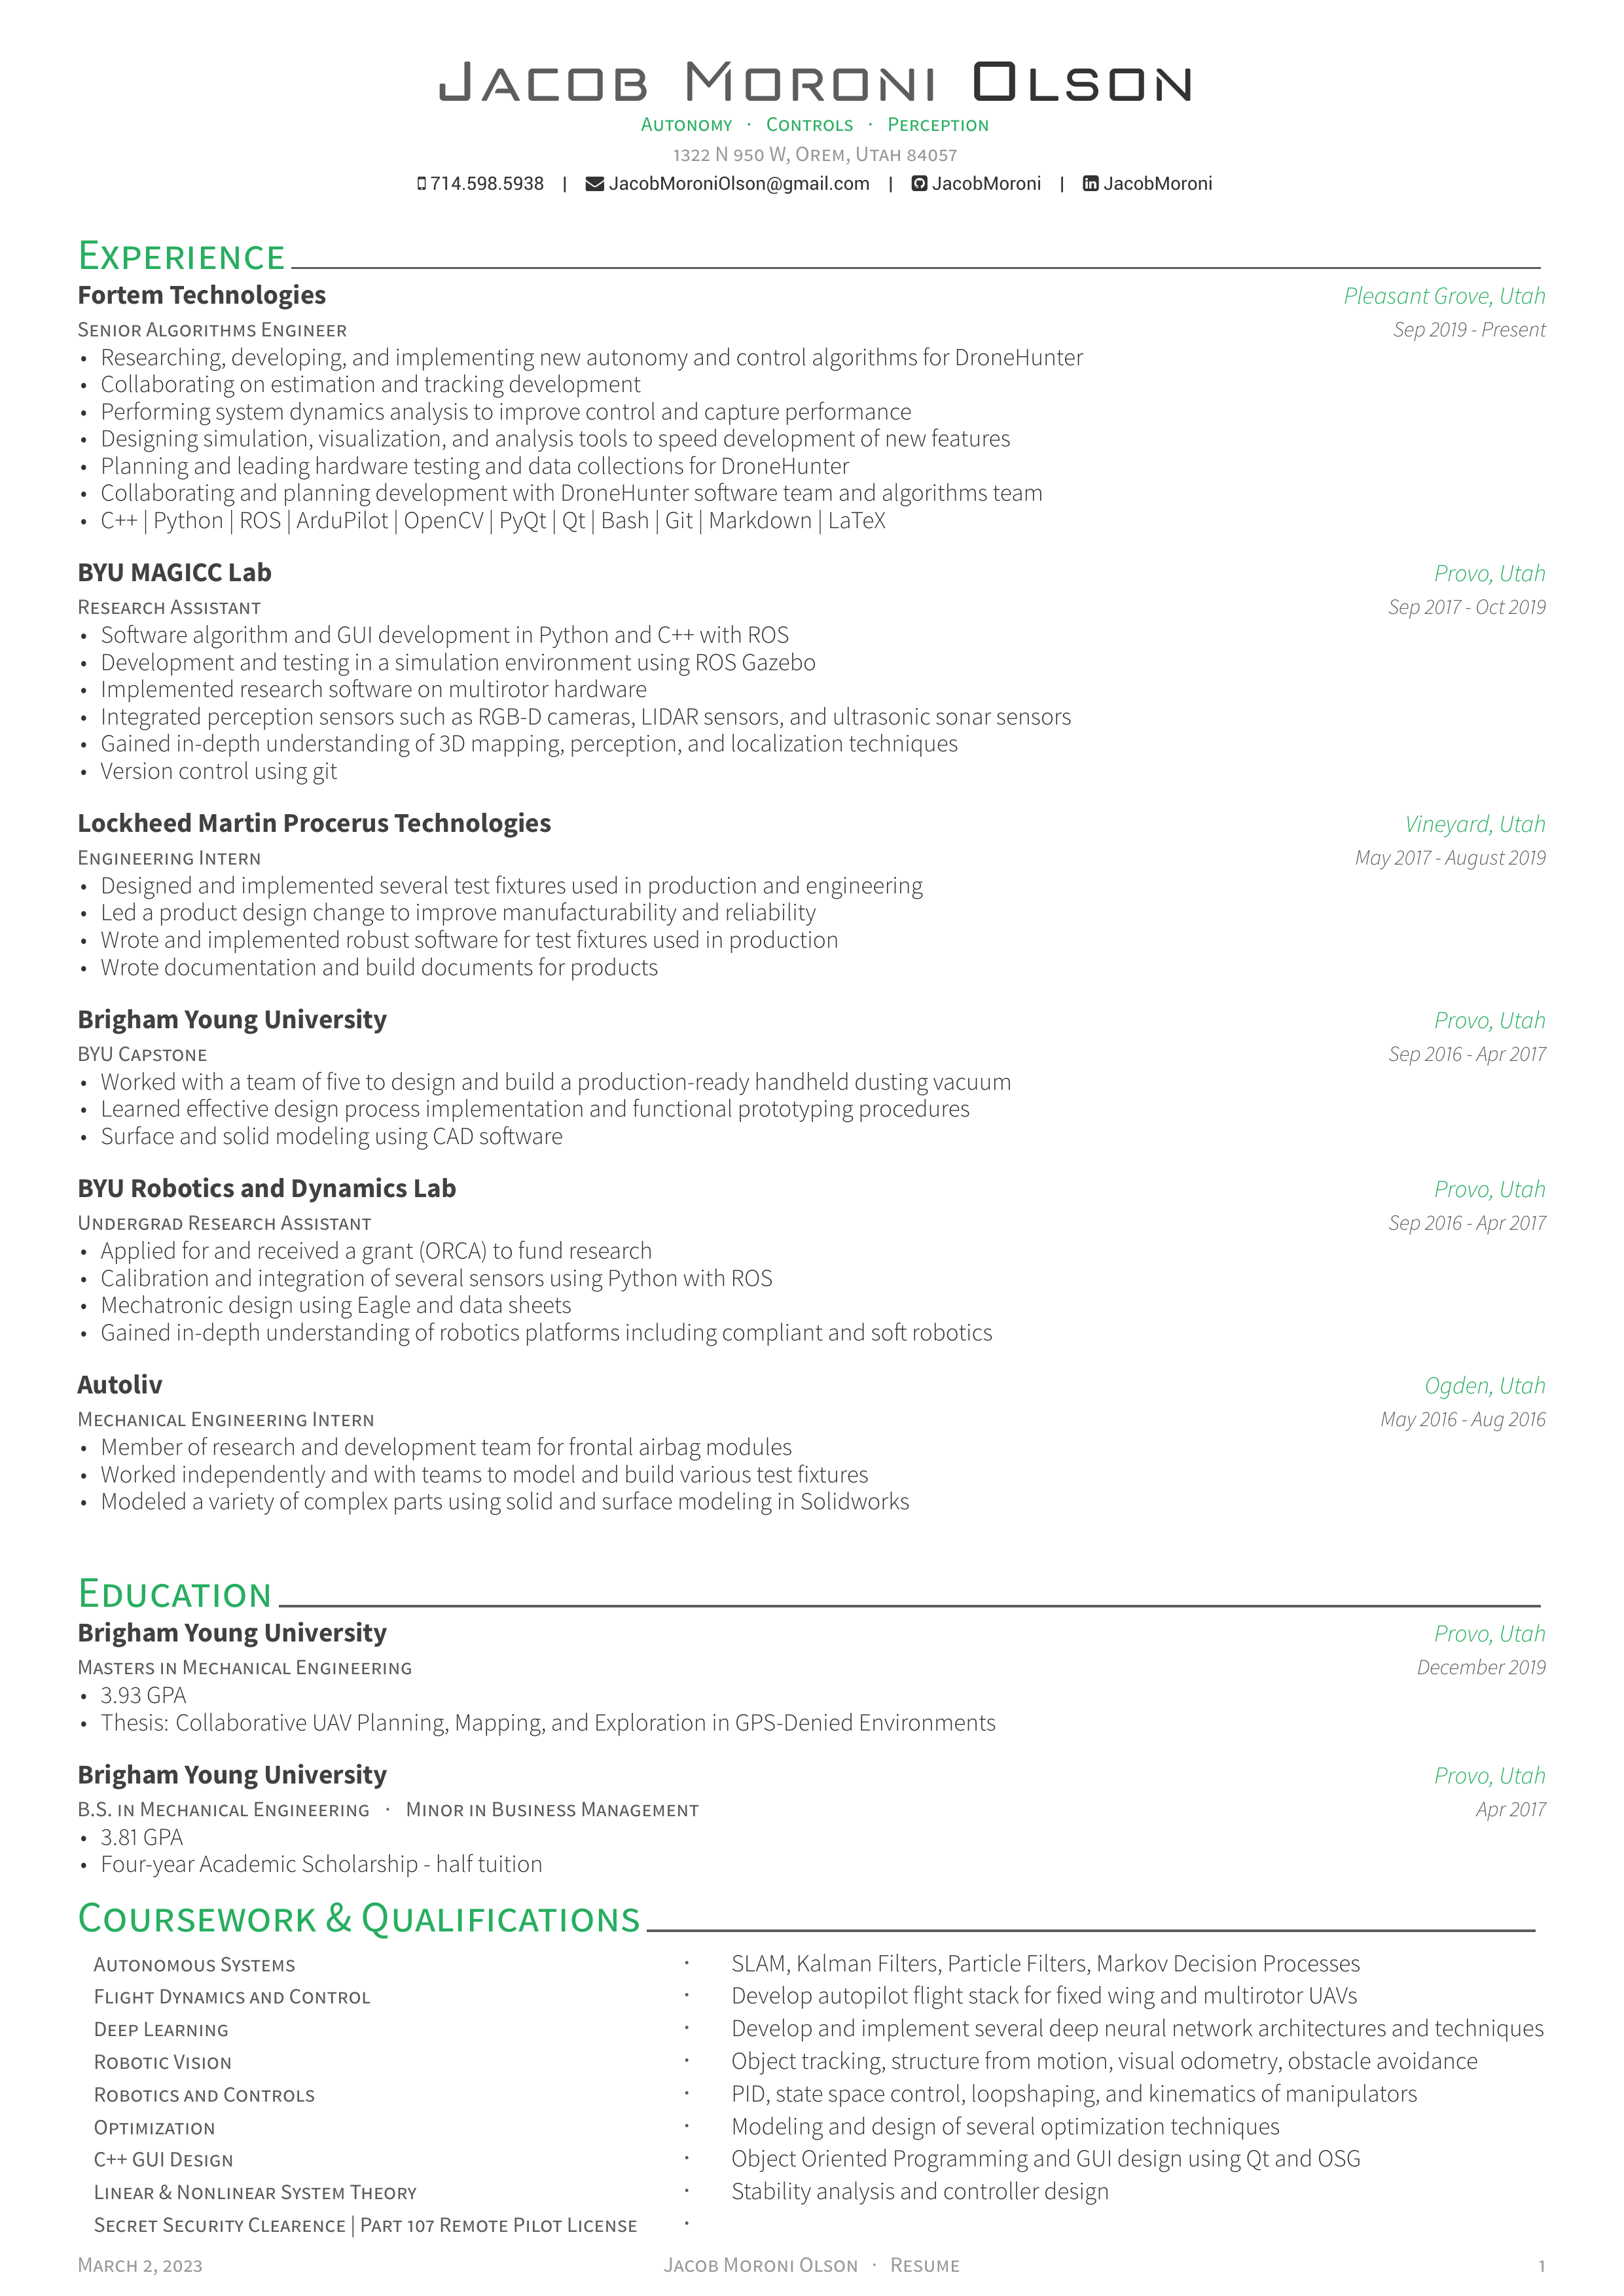 Jacob Moroni Olson
Autonomy · Controls · Perception
1322 N 950 W, Orem, Utah 84057
714.598.5938 | JacobMoroniOlson@gmail.com | JacobMoroni | JacobMoroni
Experience
Fortem Technologies Pleasant Grove, Utah
Senior Algorithms Engineer Sep 2019 - Present
• Researching, developing, and implementing new autonomy and control algorithms for DroneHunter
• Collaborating on estimation and tracking development
• Performing system dynamics analysis to improve control and capture performance
• Designing simulation, visualization, and analysis tools to speed development of new features
• Planning and leading hardware testing and data collections for DroneHunter
• Collaborating and planning development with DroneHunter software team and algorithms team
• C++ | Python | ROS | ArduPilot | OpenCV | PyQt | Qt | Bash | Git | Markdown | LaTeX
BYU MAGICC Lab Provo, Utah
Research Assistant Sep 2017 - Oct 2019
• Software algorithm and GUI development in Python and C++ with ROS
• Development and testing in a simulation environment using ROS Gazebo
• Implemented research software on multirotor hardware
• Integrated perception sensors such as RGB-D cameras, LIDAR sensors, and ultrasonic sonar sensors
• Gained in-depth understanding of 3D mapping, perception, and localization techniques
• Version control using git
Lockheed Martin Procerus Technologies Vineyard, Utah
Engineering Intern May 2017 - August 2019
• Designed and implemented several test fixtures used in production and engineering
• Led a product design change to improve manufacturability and reliability
• Wrote and implemented robust software for test fixtures used in production
• Wrote documentation and build documents for products
Brigham Young University Provo, Utah
BYU Capstone Sep 2016 - Apr 2017
• Worked with a team of five to design and build a production-ready handheld dusting vacuum
• Learned effective design process implementation and functional prototyping procedures
• Surface and solid modeling using CAD software
BYU Robotics and Dynamics Lab Provo, Utah
Undergrad Research Assistant Sep 2016 - Apr 2017
• Applied for and received a grant (ORCA) to fund research
• Calibration and integration of several sensors using Python with ROS
• Mechatronic design using Eagle and data sheets
• Gained in-depth understanding of robotics platforms including compliant and soft robotics
Autoliv Ogden, Utah
Mechanical Engineering Intern May 2016 - Aug 2016
• Member of research and development team for frontal airbag modules
• Worked independently and with teams to model and build various test fixtures
• Modeled a variety of complex parts using solid and surface modeling in Solidworks
Education
Brigham Young University Provo, Utah
Masters in Mechanical Engineering December 2019
• 3.93 GPA
• Thesis: Collaborative UAV Planning, Mapping, and Exploration in GPS-Denied Environments
Brigham Young University Provo, Utah
B.S. in Mechanical Engineering · Minor in Business Management Apr 2017
• 3.81 GPA
• Four-year Academic Scholarship - half tuition
Coursework & Qualifications
Autonomous Systems · SLAM, Kalman Filters, Particle Filters, Markov Decision Processes
Flight Dynamics and Control · Develop autopilot flight stack for fixed wing and multirotor UAVs
Deep Learning · Develop and implement several deep neural network architectures and techniques
Robotic Vision · Object tracking, structure from motion, visual odometry, obstacle avoidance
Robotics and Controls · PID, state space control, loopshaping, and kinematics of manipulators
Optimization · Modeling and design of several optimization techniques
C++ GUI Design · Object Oriented Programming and GUI design using Qt and OSG
Linear & Nonlinear System Theory · Stability analysis and controller design
Secret Security Clearence | Part 107 Remote Pilot License ·
March 2, 2023 Jacob Moroni Olson · Resume 1